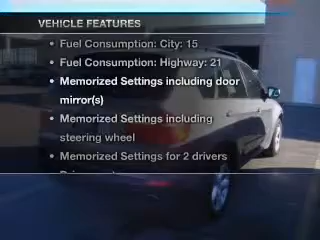 VEHICLE FEATURES
• Fuel Consumption: City: 15
• Fuel Consumption: Highway: 21
• Memorized Settings including door
mirror(s)
• Memorized Settings including
steering wheel
• Memorized Settings for 2 drivers